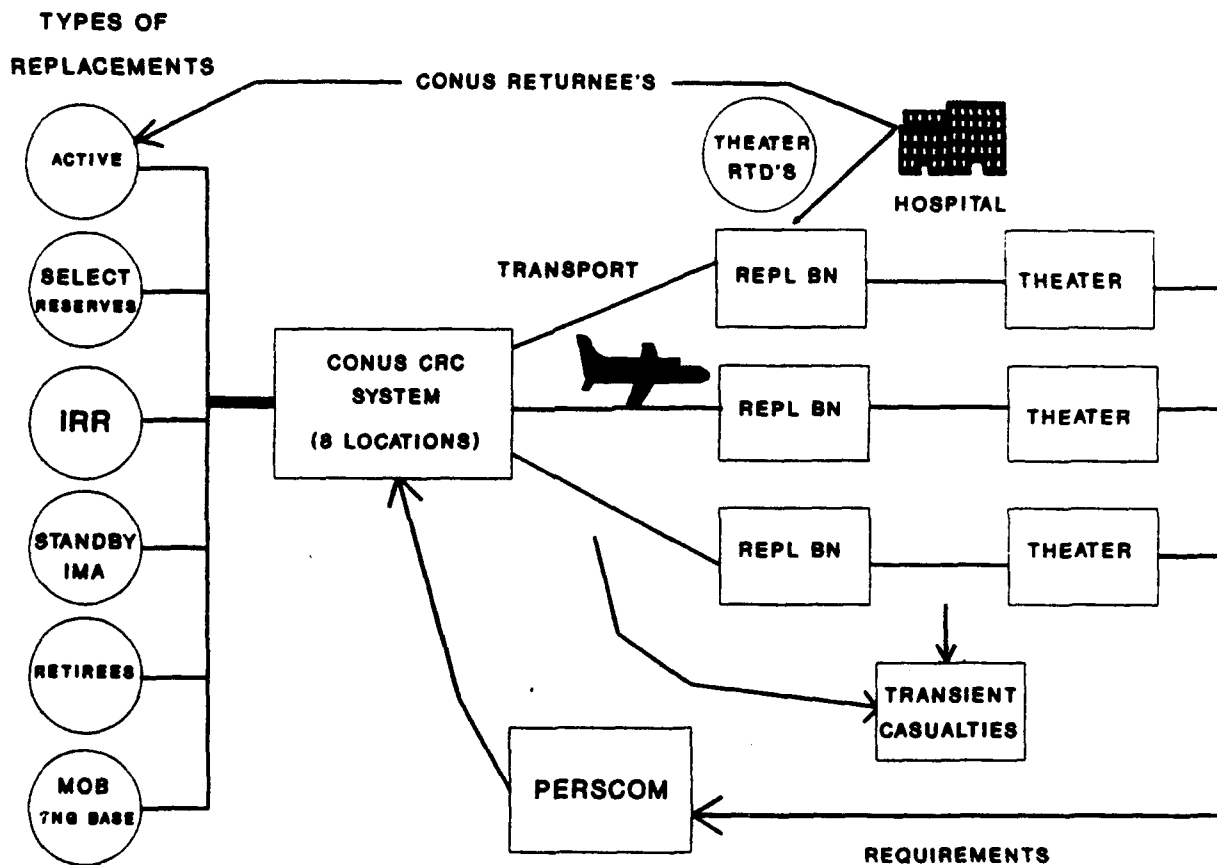 TYPES OF
REPLACEMENTS
CONUS RETURNEE'S
ACTIVE
THEATER
RTD'S
HOSPITAL
SELECT
RESERVES
TRANSPORT
REPL BN
THEATER
CONUS CRC
SYSTEM
(8 LOCATIONS)
IRR
REPL BN
THEATER
STANDBY
IMA
REPL BN
THEATER
RETIREES
TRANSIENT
CASUALTIES
MOB
BASE
PERSCOM
REQUIREMENTS